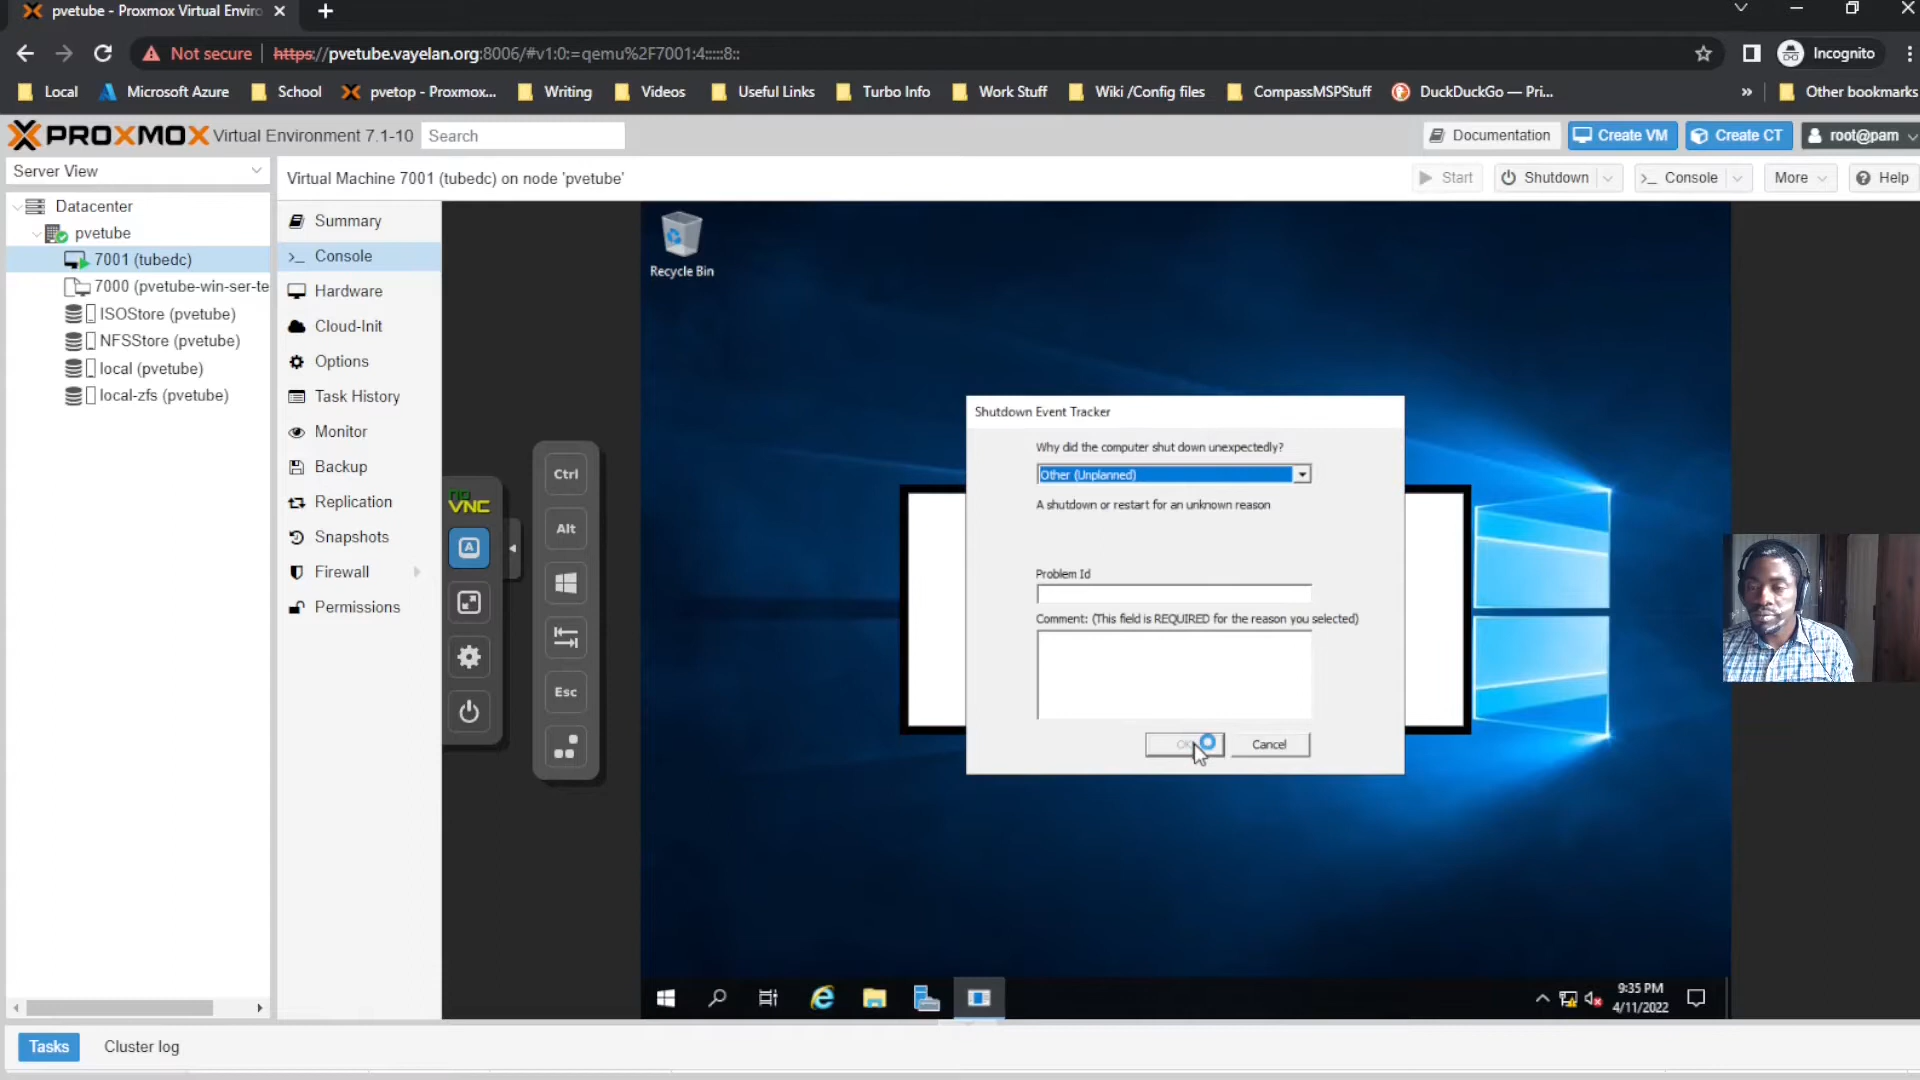 pvetube - Proxmox Virtual Enviro
Not secure
https://pvetube.vayelan.org:8006/#v1:0:=qemu%2F7001:4:::::8::
Incognito
Local
Microsoft Azure
School
pvetop - Proxmox...
Writing
Videos
Useful Links
Turbo Info
Work Stuff
Wiki /Config files
CompassMSPStuff
DuckDuckGo — Pri...
»
Other bookmarks
PROXMOX Virtual Environment 7.1-10
Search
Documentation
Create VM
Create CT
root@pam
Server View
Virtual Machine 7001 (tubedc) on node 'pvetube'
Start
Shutdown
Console
More
Help
Datacenter
pvetube
7001 (tubedc)
7000 (pvetube-win-ser-te
ISOStore (pvetube)
NFSStore (pvetube)
local (pvetube)
local-zfs (pvetube)
Summary
Console
Hardware
Cloud-Init
Options
Task History
Monitor
Backup
Replication
Snapshots
Firewall
Permissions
no
VNC
A
Ctrl
Alt
Esc
Recycle Bin
Shutdown Event Tracker
Why did the computer shut down unexpectedly?
Other (Unplanned)
A shutdown or restart for an unknown reason
Problem Id
Comment: (This field is REQUIRED for the reason you selected)
OK
Cancel
9:35 PM
4/11/2022
Tasks
Cluster log